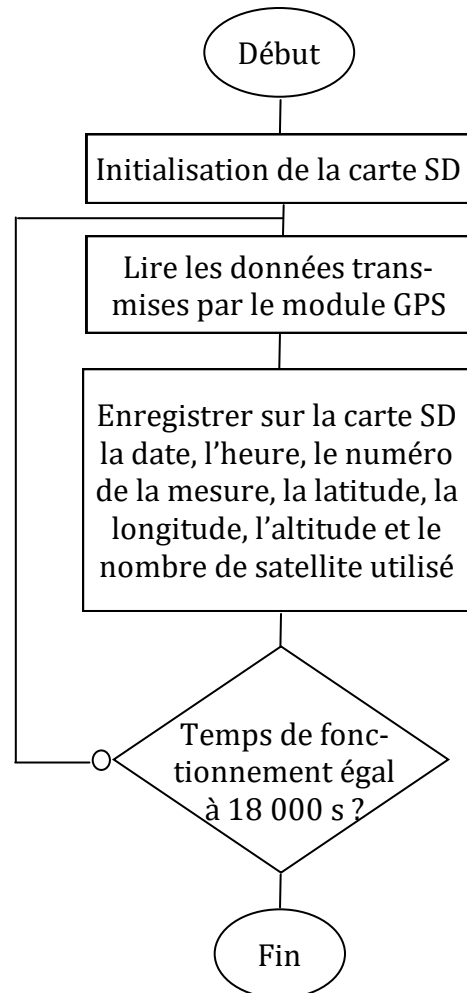 Début
Initialisation de la carte SD
Lire les données trans-
mises par le module GPS
Enregistrer sur la carte SD
la date, l’heure, le numéro
de la mesure, la latitude, la
longitude, l’altitude et le
nombre de satellite utilisé
Temps de fonc-
tionnement égal
à 18 000 s ?
Fin